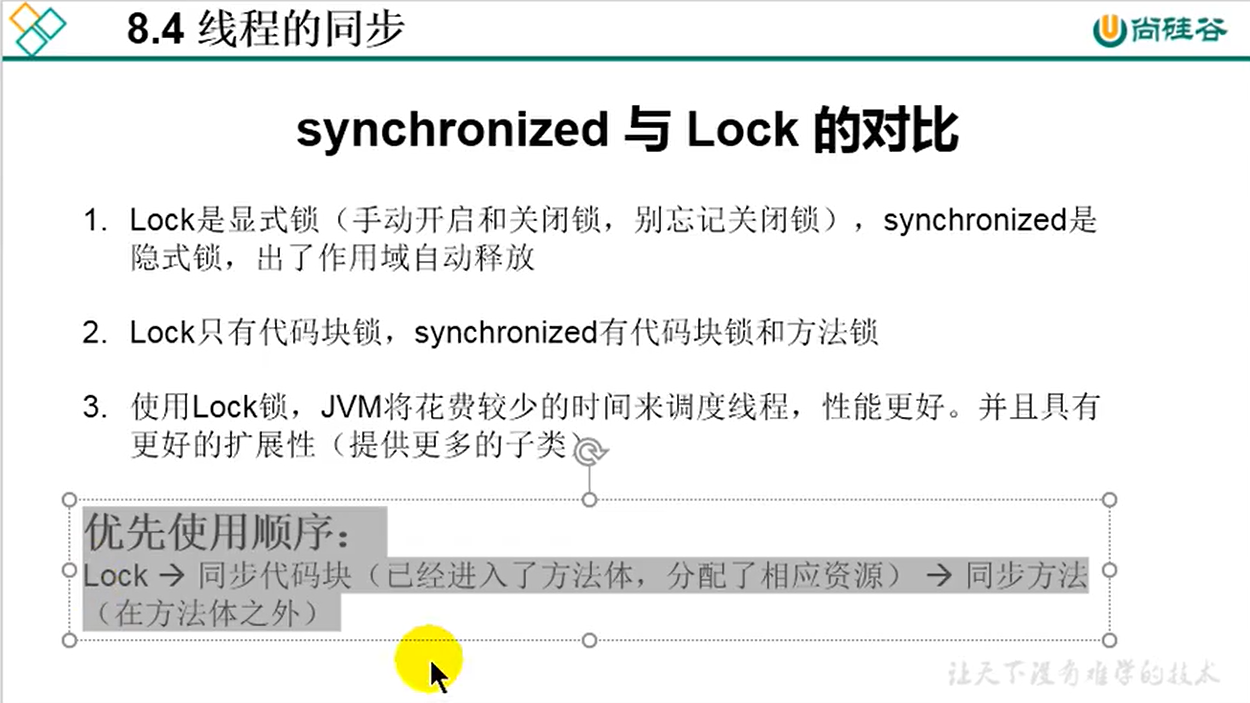 8.4 线程的同步
尚硅谷
synchronized 与 Lock 的对比
1. Lock是显式锁（手动开启和关闭锁，别忘记关闭锁），synchronized是
隐式锁，出了作用域自动释放
2. Lock只有代码块锁，synchronized有代码块锁和方法锁
3. 使用Lock锁，JVM将花费较少的时间来调度线程，性能更好。并且具有
更好的扩展性（提供更多的子类）
优先使用顺序：
Lock → 同步代码块（已经进入了方法体，分配了相应资源） → 同步方法
（在方法体之外）
让天下没有难学的技术